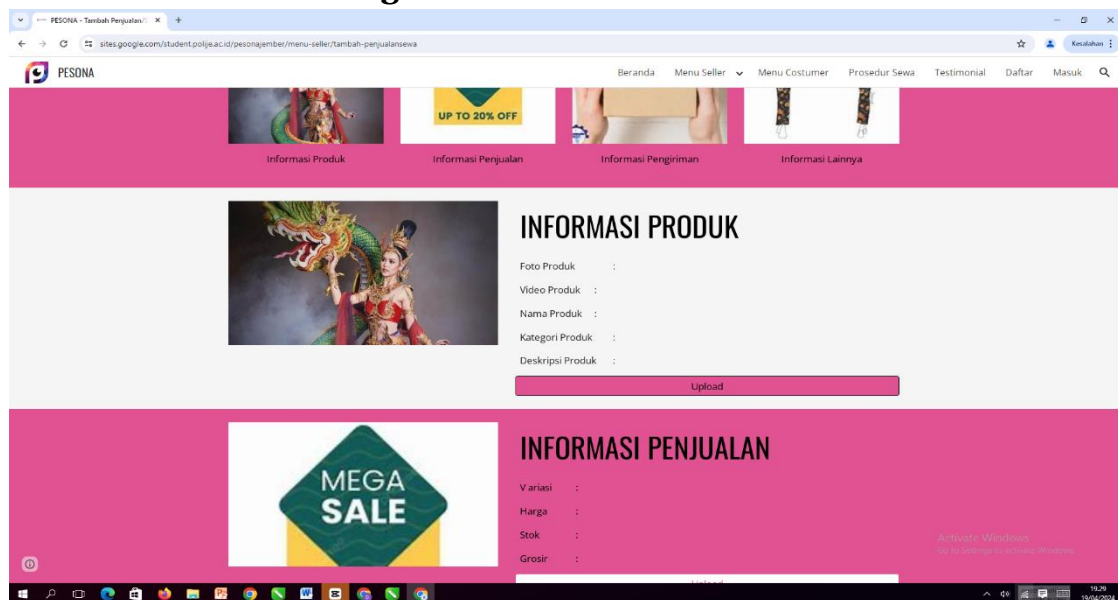 PESONA - Tambah Penjualan/S
sites.google.com/student.polije.ac.id/pesonajember/menu-seller/tambah-penjualansewa
Kesalahan
PESONA
Beranda Menu Seller Menu Costumer Prosedur Sewa Testimonial Daftar Masuk
UP TO 20% OFF
Informasi Produk Informasi Penjualan Informasi Pengiriman Informasi Lainnya
INFORMASI PRODUK
Foto Produk :
Video Produk :
Nama Produk :
Kategori Produk :
Deskripsi Produk :
Upload
MEGA
SALE
INFORMASI PENJUALAN
Variasi :
Harga :
Stok :
Grosir :
Activate Windows
Go to Settings to activate Windows.
19.29
19/04/2024